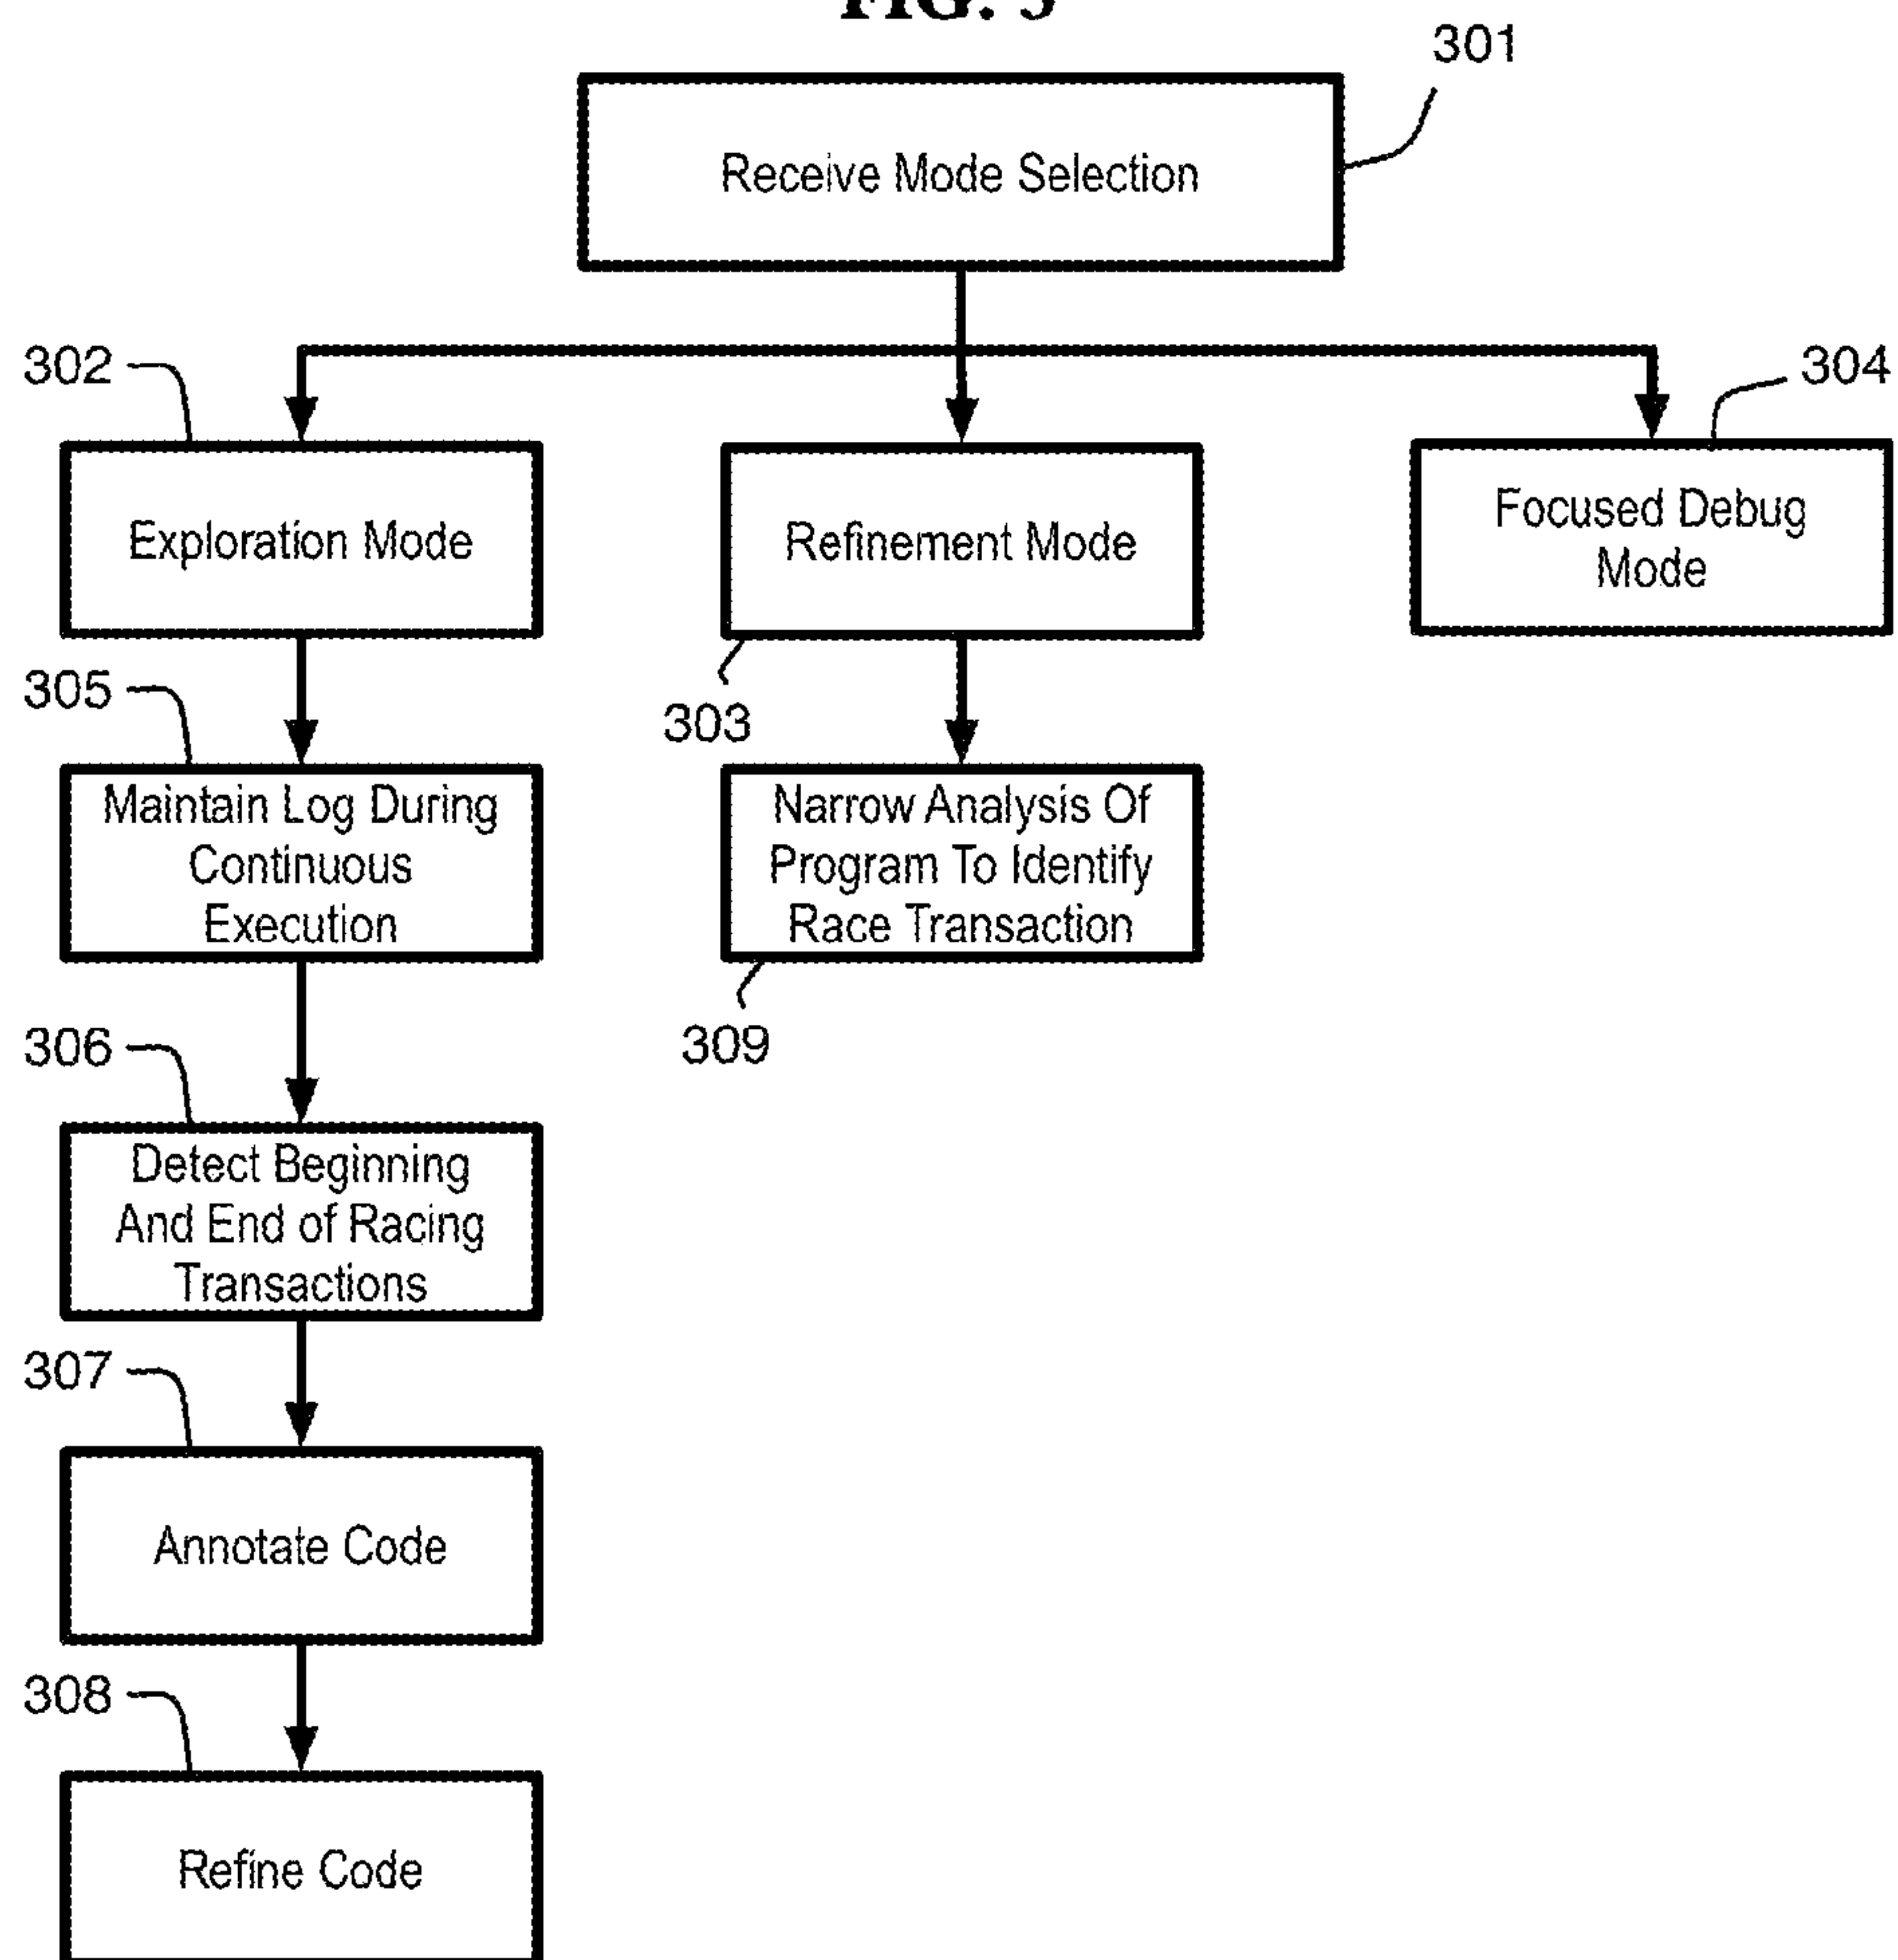 FIG. 3
301
Receive Mode Selection
302
304
Exploration Mode
Refinement Mode
Focused Debug
Mode
305
303
Maintain Log During
Continuous
Execution
Narrow Analysis Of
Program To Identify
Race Transaction
306
309
Detect Beginning
And End of Racing
Transactions
307
Annotate Code
308
Refine Code